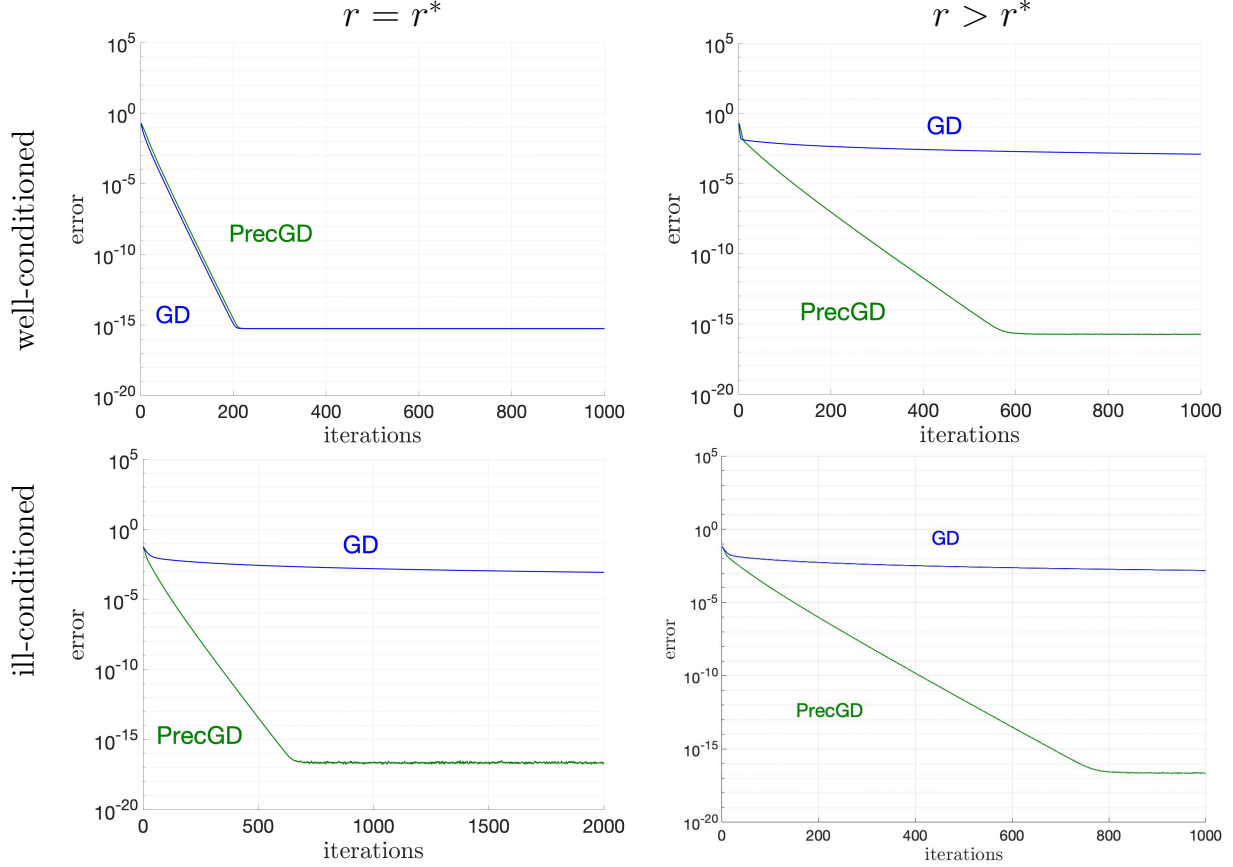 r = r*
r > r*
well-conditioned
10^5
10^0
10^-5
10^-10
10^-15
10^-20
error
PrecGD
GD
0 200 400 600 800 1000
iterations
10^5
10^0
10^-5
10^-10
10^-15
10^-20
error
GD
PrecGD
0 200 400 600 800 1000
iterations
ill-conditioned
10^5
10^0
10^-5
10^-10
10^-15
10^-20
error
GD
PrecGD
0 500 1000 1500 2000
iterations
10^5
10^0
10^-5
10^-10
10^-15
10^-20
error
GD
PrecGD
0 200 400 600 800 1000
iterations